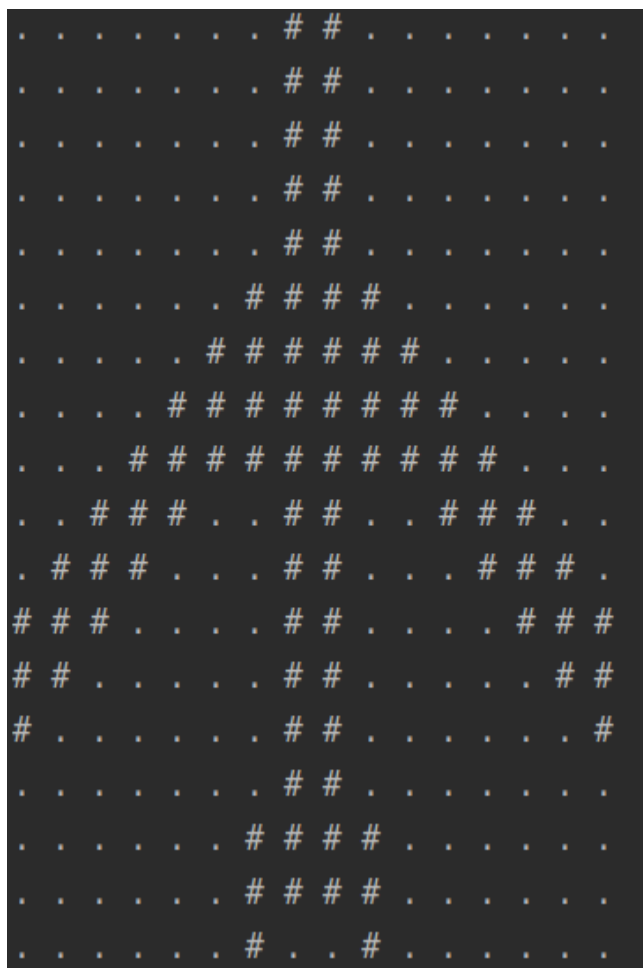 . . . . . . . # # . . . . . . .
. . . . . . . # # . . . . . . .
. . . . . . . # # . . . . . . .
. . . . . . . # # . . . . . . .
. . . . . . . # # . . . . . . .
. . . . . . # # # # . . . . . .
. . . . . # # # # # # . . . . .
. . . . # # # # # # # # . . . .
. . . # # # # # # # # # # . . .
. . # # # . . # # . . # # # . .
. # # # . . . # # . . . # # # .
# # # . . . . # # . . . . # # #
# # . . . . . # # . . . . . # #
# . . . . . . # # . . . . . . #
. . . . . . . # # . . . . . . .
. . . . . . # # # # . . . . . .
. . . . . . # # # # . . . . . .
. . . . . . # . . # . . . . . .